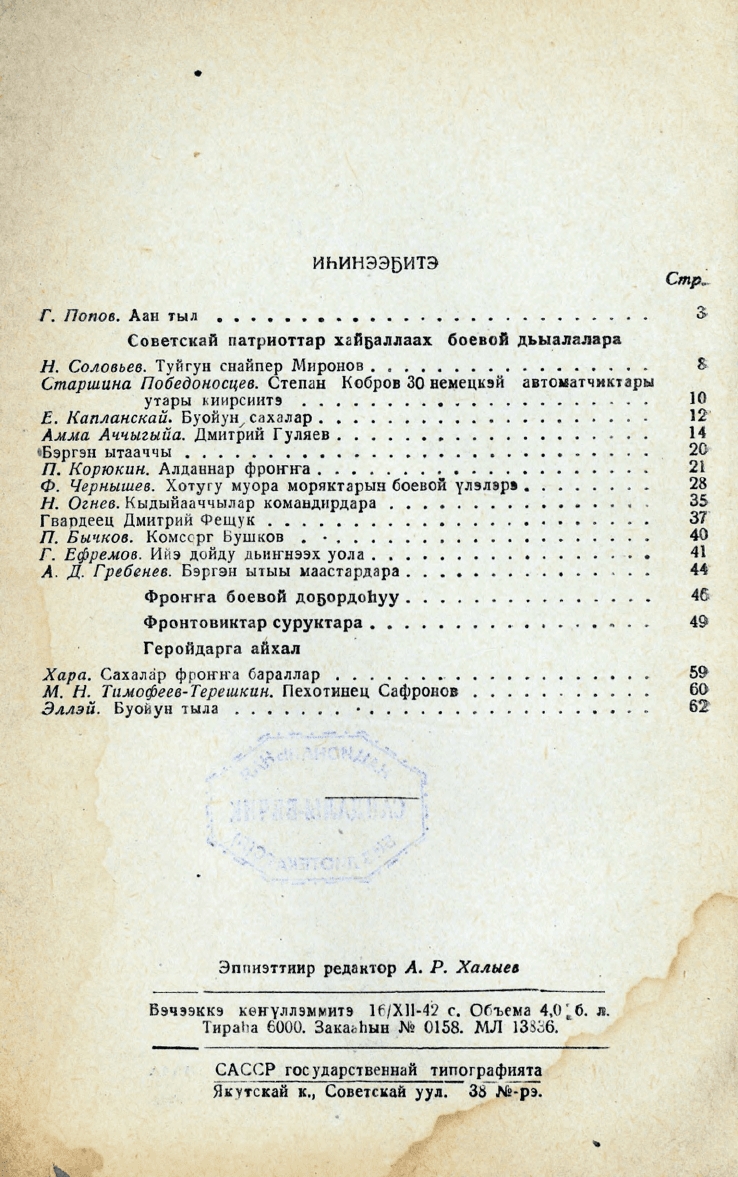 ИҺИНЭЭҔИТЭ
Стр.
Г. Попов. Аан тыл . . . . . . . . . . . . . . . . . . . . . . 3
Советскай патриоттар хайҕаллаах боевой дьыалалара
Н. Соловьев. Туйгун снайпер Миронов . . . . . . . . . . . . . . . 8
Старшина Победоносцев. Степан Кобров 30 немецкэй автоматчиктары
утары киирсиитэ . . . . . . . . . . . . . . . . . . 10
Е. Капланскай. Буойун сахалар . . . . . . . . . . . . . . . . . 12
Амма Аччыгыйа. Дмитрий Гуляев . . . . . . . . . . . . . . . . 14
Бэргэн ытааччы . . . . . . . . . . . . . . . . . . . . . . . 20
П. Корюкин. Алданнар фроҥҥа . . . . . . . . . . . . . . . . . 21
Ф. Чернышев. Хотугу муора моряктарын боевой үлэлэрэ . . . . . . . 28
Н. Огнев. Кыдыйааччылар командирдара . . . . . . . . . . . . . . 35
Гвардеец Дмитрий Фещук . . . . . . . . . . . . . . . . . . . . 37
П. Бычков. Комсорг Бушков . . . . . . . . . . . . . . . . . . . 40
Г. Ефремов. Ийэ дойду дьиҥнээх уола . . . . . . . . . . . . . . . 41
А. Д. Гребенев. Бэргэн ытыы маастардара . . . . . . . . . . . . . 44
Фроҥҥа боевой доҕордоһуу . . . . . . . . . . . . . 46
Фронтовиктар суруктара . . . . . . . . . . . . . . . 49
Геройдарга айхал
Хара. Сахалар фроҥҥа бараллар . . . . . . . . . . . . . . . . . 59
М. Н. Тимофеев-Терешкин. Пехотинец Сафронов . . . . . . . . . . 60
Эллэй. Буойун тыла . . . . . . . . . . . . . . . . . . . . . . 62
Эппиэттиир редактор А. Р. Халыев
Бэчээккэ көҥүллэммитэ 16/XII-42 с. Объема 4,0 б. л.
Тираһа 6000. Закааһын № 0158. МЛ 13836.
САССР государственнай типографията
Якутскай к., Советскай уул. 38 №-рэ.